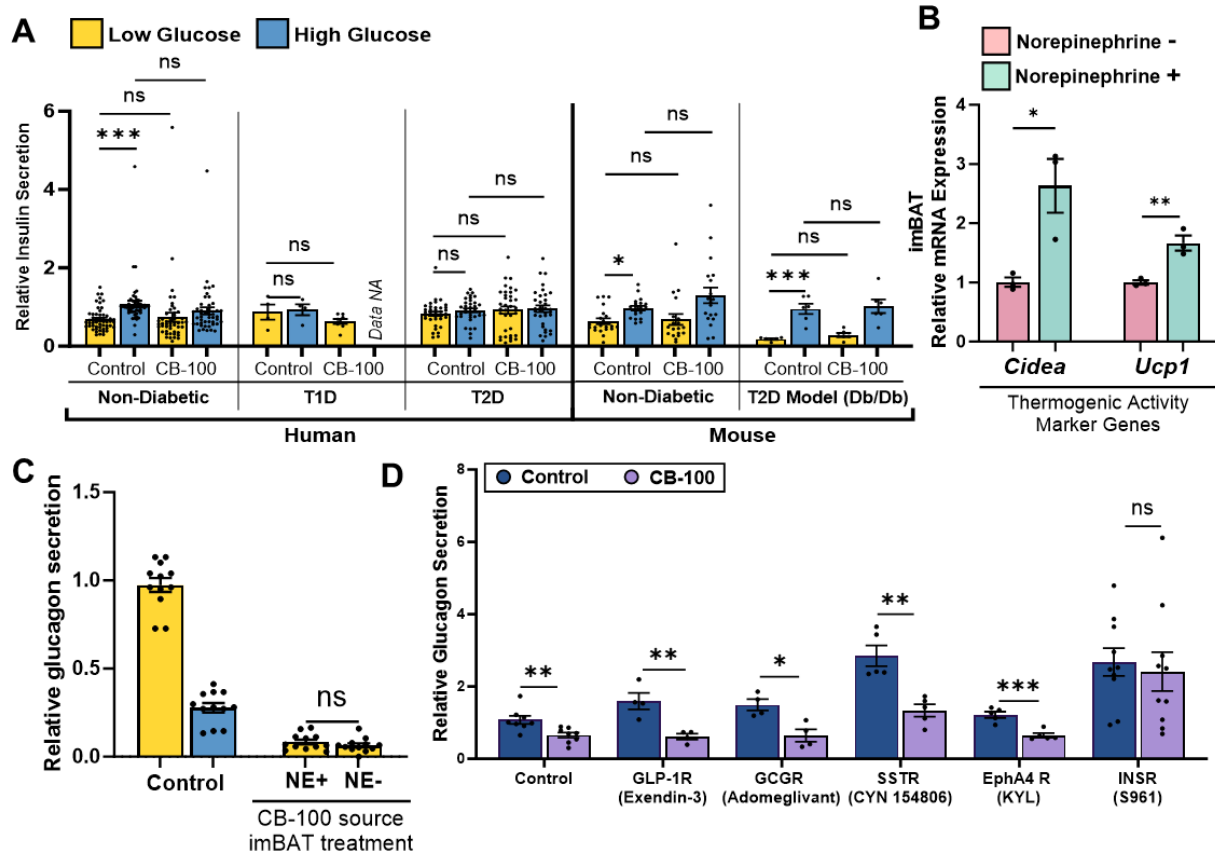 A
Low Glucose
High Glucose
Relative Insulin Secretion
6
4
2
0
ns
ns
***
ns
ns
Data NA
ns
ns
ns
ns
ns
*
ns
ns
***
Control CB-100 Control CB-100 Control CB-100 Control CB-100 Control CB-100
Non-Diabetic T1D T2D Non-Diabetic T2D Model (Db/Db)
Human Mouse
B
Norepinephrine -
Norepinephrine +
imBAT
Relative mRNA Expression
4
3
2
1
0
*
**
Cidea Ucp1
Thermogenic Activity
Marker Genes
C
Relative glucagon secretion
1.5
1.0
0.5
0.0
ns
Control NE+ NE-
CB-100 source
imBAT treatment
D
Control CB-100
Relative Glucagon Secretion
8
6
4
2
0
**
**
*
**
***
ns
Control GLP-1R GCGR SSTR EphA4 R INSR
(Exendin-3) (Adomeglivant) (CYN 154806) (KYL) (S961)